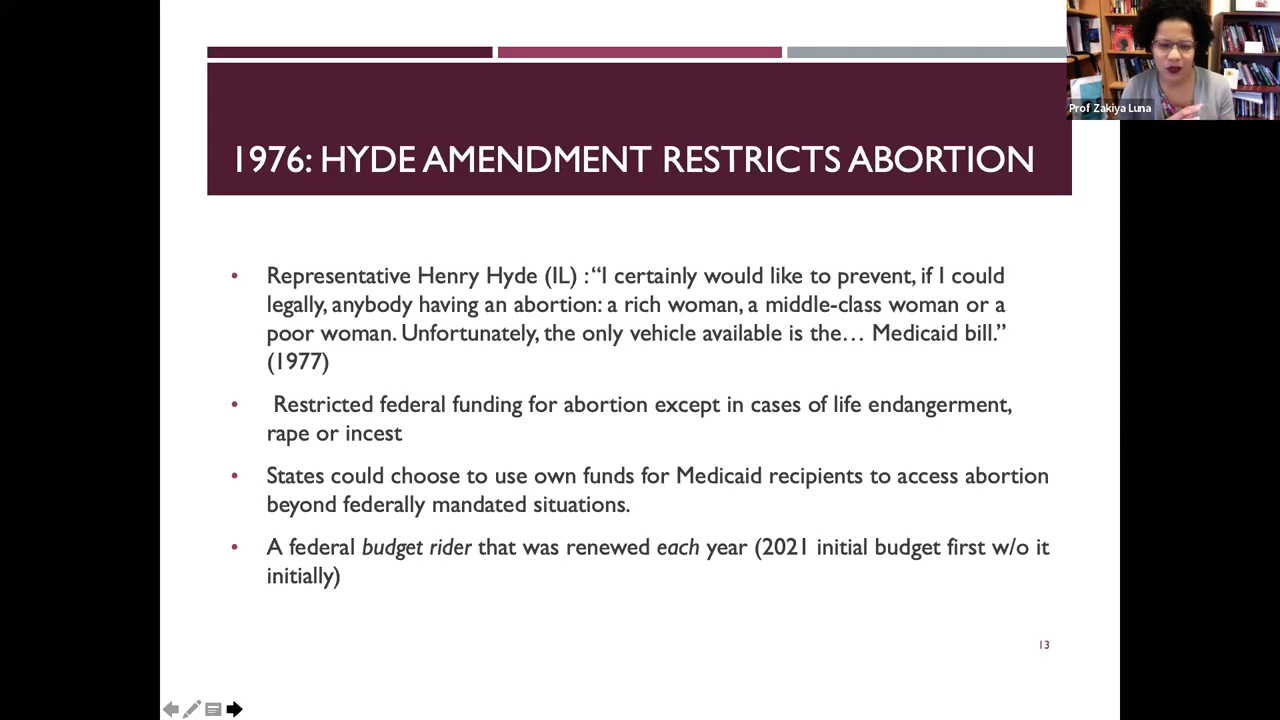 Prof Zakiya Luna
1976: HYDE AMENDMENT RESTRICTS ABORTION
• Representative Henry Hyde (IL) : “I certainly would like to prevent, if I could
legally, anybody having an abortion: a rich woman, a middle-class woman or a
poor woman. Unfortunately, the only vehicle available is the… Medicaid bill.”
(1977)
• Restricted federal funding for abortion except in cases of life endangerment,
rape or incest
• States could choose to use own funds for Medicaid recipients to access abortion
beyond federally mandated situations.
• A federal budget rider that was renewed each year (2021 initial budget first w/o it
initially)
13